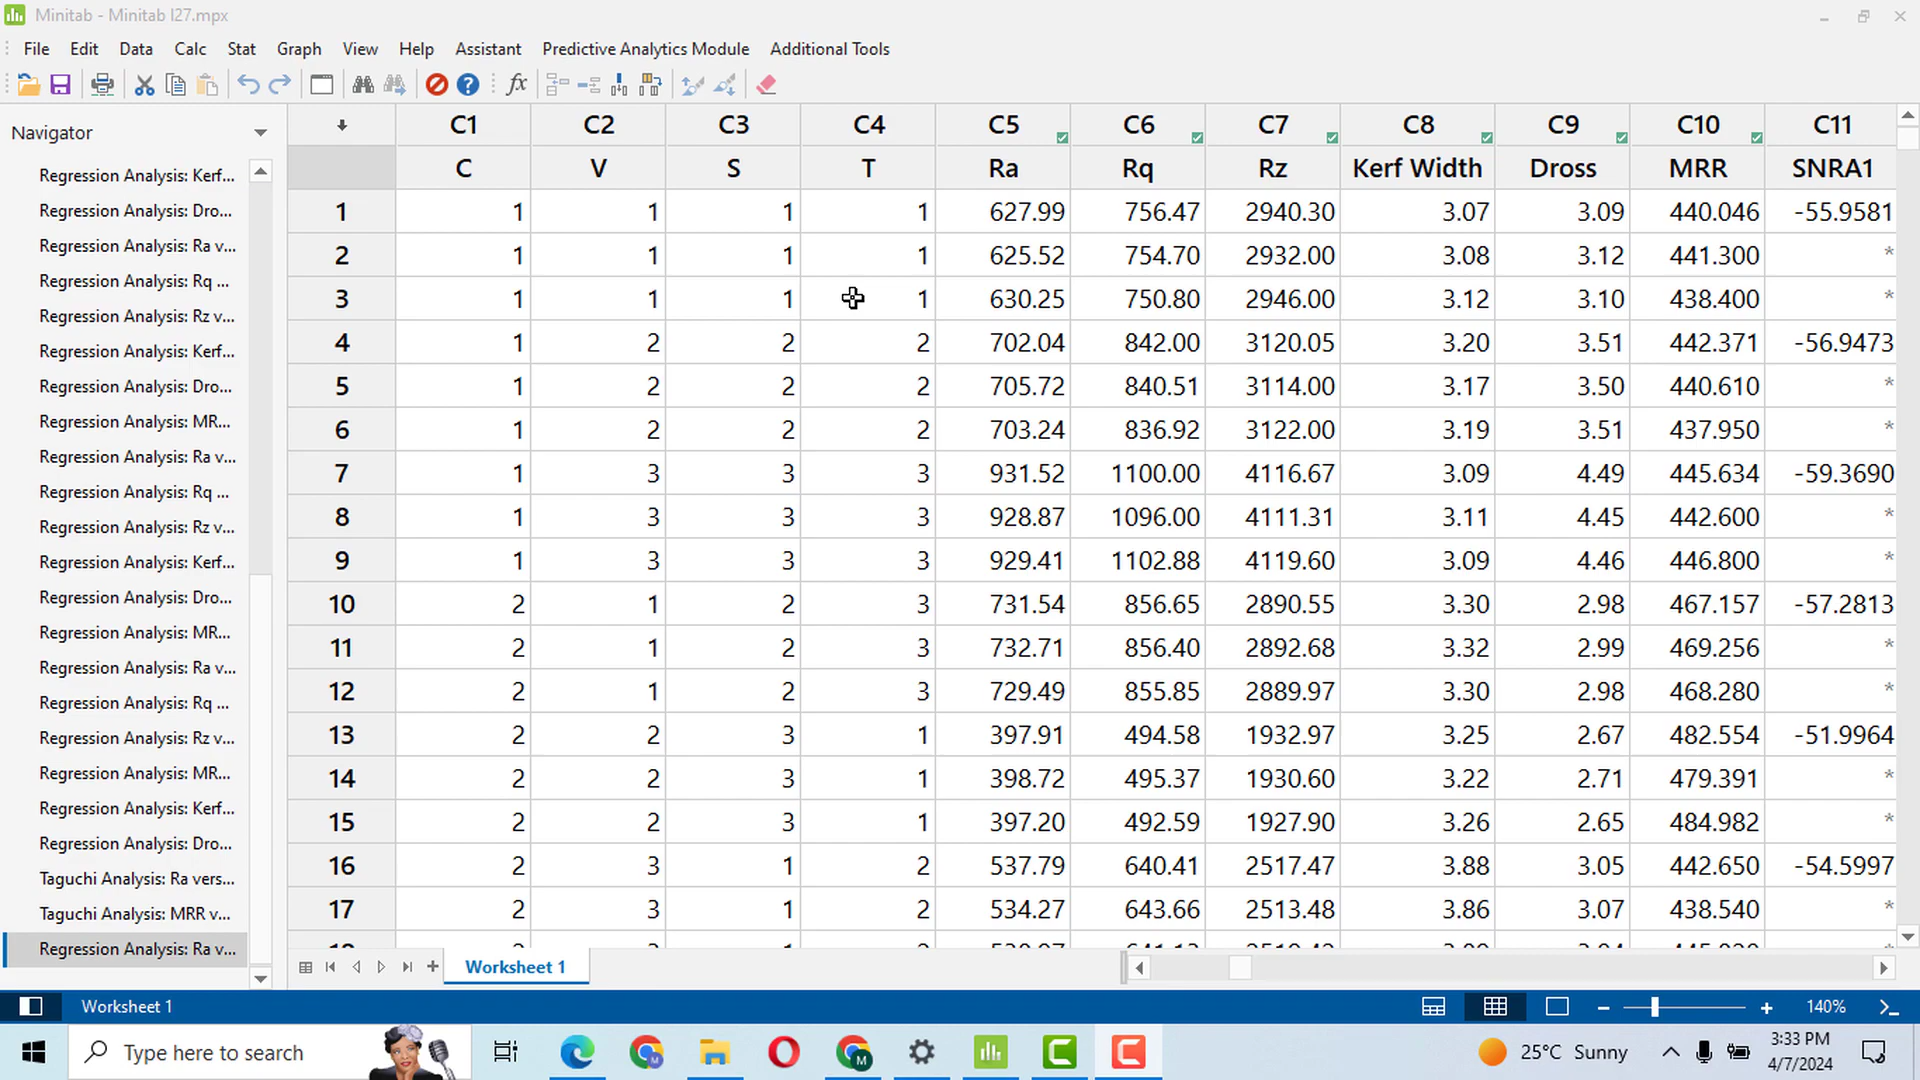 Minitab - Minitab l27.mpx
File Edit Data Calc Stat Graph View Help Assistant Predictive Analytics Module Additional Tools
Navigator
Regression Analysis: Kerf...
Regression Analysis: Dro...
Regression Analysis: Ra v...
Regression Analysis: Rq ...
Regression Analysis: Rz v...
Regression Analysis: Kerf...
Regression Analysis: Dro...
Regression Analysis: MR...
Regression Analysis: Ra v...
Regression Analysis: Rq ...
Regression Analysis: Rz v...
Regression Analysis: Kerf...
Regression Analysis: Dro...
Regression Analysis: MR...
Regression Analysis: Ra v...
Regression Analysis: Rq ...
Regression Analysis: Rz v...
Regression Analysis: MR...
Regression Analysis: Kerf...
Regression Analysis: Dro...
Taguchi Analysis: Ra vers...
Taguchi Analysis: MRR v...
Regression Analysis: Ra v...
C1 C2 C3 C4 C5 C6 C7 C8 C9 C10 C11
C V S T Ra Rq Rz Kerf Width Dross MRR SNRA1
1 1 1 1 1 627.99 756.47 2940.30 3.07 3.09 440.046 -55.9581
2 1 1 1 1 625.52 754.70 2932.00 3.08 3.12 441.300 *
3 1 1 1 1 630.25 750.80 2946.00 3.12 3.10 438.400 *
4 1 2 2 2 702.04 842.00 3120.05 3.20 3.51 442.371 -56.9473
5 1 2 2 2 705.72 840.51 3114.00 3.17 3.50 440.610 *
6 1 2 2 2 703.24 836.92 3122.00 3.19 3.51 437.950 *
7 1 3 3 3 931.52 1100.00 4116.67 3.09 4.49 445.634 -59.3690
8 1 3 3 3 928.87 1096.00 4111.31 3.11 4.45 442.600 *
9 1 3 3 3 929.41 1102.88 4119.60 3.09 4.46 446.800 *
10 2 1 2 3 731.54 856.65 2890.55 3.30 2.98 467.157 -57.2813
11 2 1 2 3 732.71 856.40 2892.68 3.32 2.99 469.256 *
12 2 1 2 3 729.49 855.85 2889.97 3.30 2.98 468.280 *
13 2 2 3 1 397.91 494.58 1932.97 3.25 2.67 482.554 -51.9964
14 2 2 3 1 398.72 495.37 1930.60 3.22 2.71 479.391 *
15 2 2 3 1 397.20 492.59 1927.90 3.26 2.65 484.982 *
16 2 3 1 2 537.79 640.41 2517.47 3.88 3.05 442.650 -54.5997
17 2 3 1 2 534.27 643.66 2513.48 3.86 3.07 438.540 *
Worksheet 1
Worksheet 1
140%
Type here to search
25°C Sunny
3:33 PM
4/7/2024